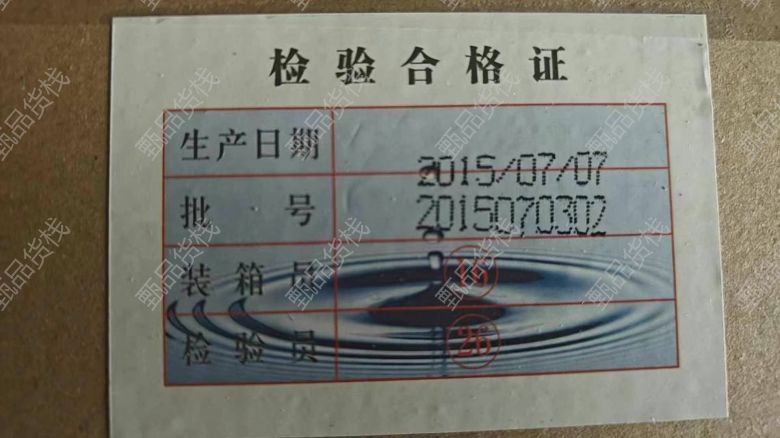 检验合格证
生产日期 2015/07/07
批号 2015070302
装箱员 16
检验员 26
甄品货栈